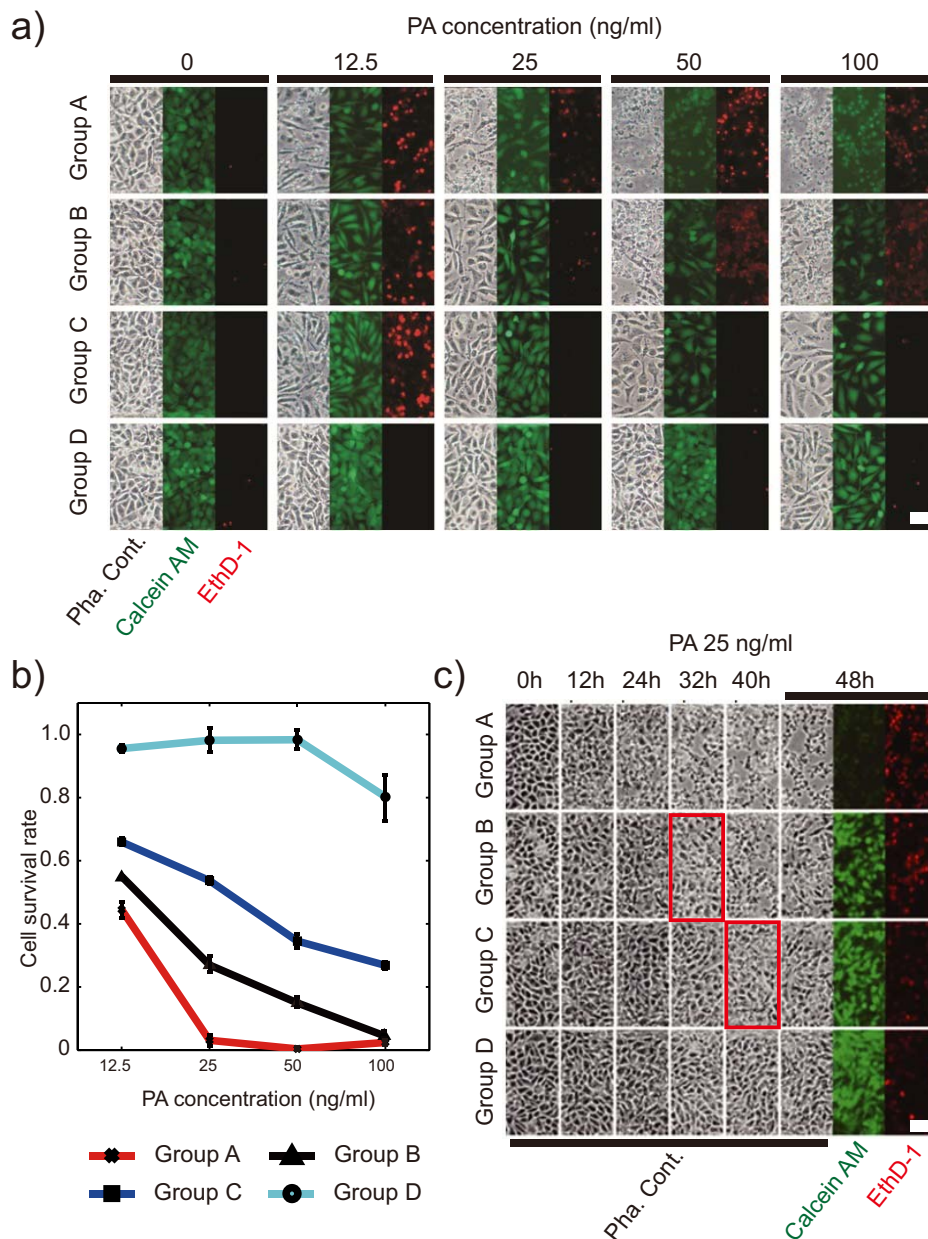 a)
PA concentration (ng/ml)
0 12.5 25 50 100
Group A
Group B
Group C
Group D
Pha. Cont.
Calcein AM
EthD-1
b)
Cell survival rate
1.0
0.8
0.6
0.4
0.2
0
12.5 25 50 100
PA concentration (ng/ml)
Group A Group B
Group C Group D
c)
PA 25 ng/ml
0h 12h 24h 32h 40h 48h
Group A
Group B
Group C
Group D
Pha. Cont.
Calcein AM
EthD-1